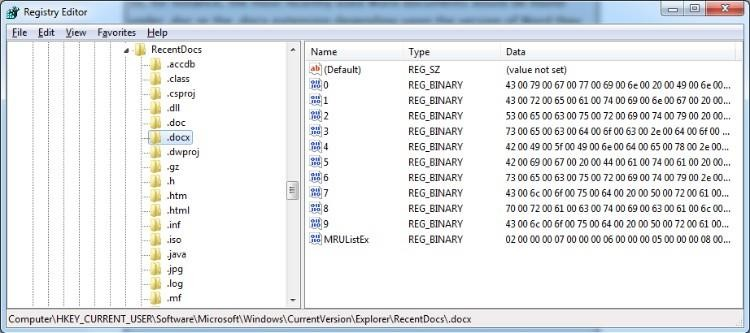 Registry Editor
File Edit View Favorites Help
RecentDocs
.accdb
.class
.csproj
.dll
.doc
.docx
.dwproj
.gz
.h
.htm
.html
.inf
.iso
.java
.jpg
.log
.mf
Name Type Data
(Default) REG_SZ (value not set)
0 REG_BINARY 43 00 79 00 67 00 77 00 69 00 6e 00 20 00 49 00 6e 00 ...
1 REG_BINARY 43 00 72 00 65 00 61 00 74 00 69 00 6e 00 67 00 20 00 ...
2 REG_BINARY 53 00 65 00 63 00 75 00 72 00 69 00 74 00 79 00 20 00 ...
3 REG_BINARY 73 00 65 00 63 00 64 00 6f 00 63 00 2e 00 64 00 6f 00 ...
4 REG_BINARY 42 00 49 00 5f 00 49 00 6e 00 64 00 65 00 78 00 2e 00 ...
5 REG_BINARY 42 00 69 00 67 00 20 00 44 00 61 00 74 00 61 00 20 00 ...
6 REG_BINARY 73 00 65 00 63 00 75 00 72 00 69 00 74 00 79 00 2e 00 ...
7 REG_BINARY 43 00 6c 00 6f 00 75 00 64 00 20 00 50 00 72 00 61 00 ...
8 REG_BINARY 70 00 72 00 61 00 63 00 74 00 69 00 63 00 61 00 6c 00 ...
9 REG_BINARY 43 00 6c 00 6f 00 75 00 64 00 20 00 50 00 72 00 61 00 ...
MRUListEx REG_BINARY 02 00 00 00 07 00 00 00 06 00 00 00 05 00 00 00 08 00 ...
Computer\HKEY_CURRENT_USER\Software\Microsoft\Windows\CurrentVersion\Explorer\RecentDocs\.docx